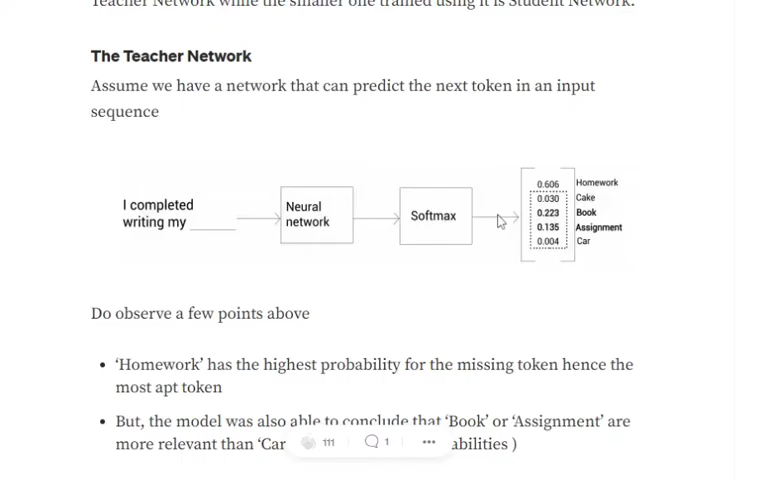 Teacher Network while the smaller one trained using it is Student Network.
The Teacher Network
Assume we have a network that can predict the next token in an input
sequence
I completed
writing my ____
Neural
network
Softmax
0.606 Homework
0.030 Cake
0.223 Book
0.135 Assignment
0.004 Car
Do observe a few points above
• ‘Homework’ has the highest probability for the missing token hence the
most apt token
• But, the model was also able to conclude that ‘Book’ or ‘Assignment’ are
more relevant than ‘Car
abilities )
111
1